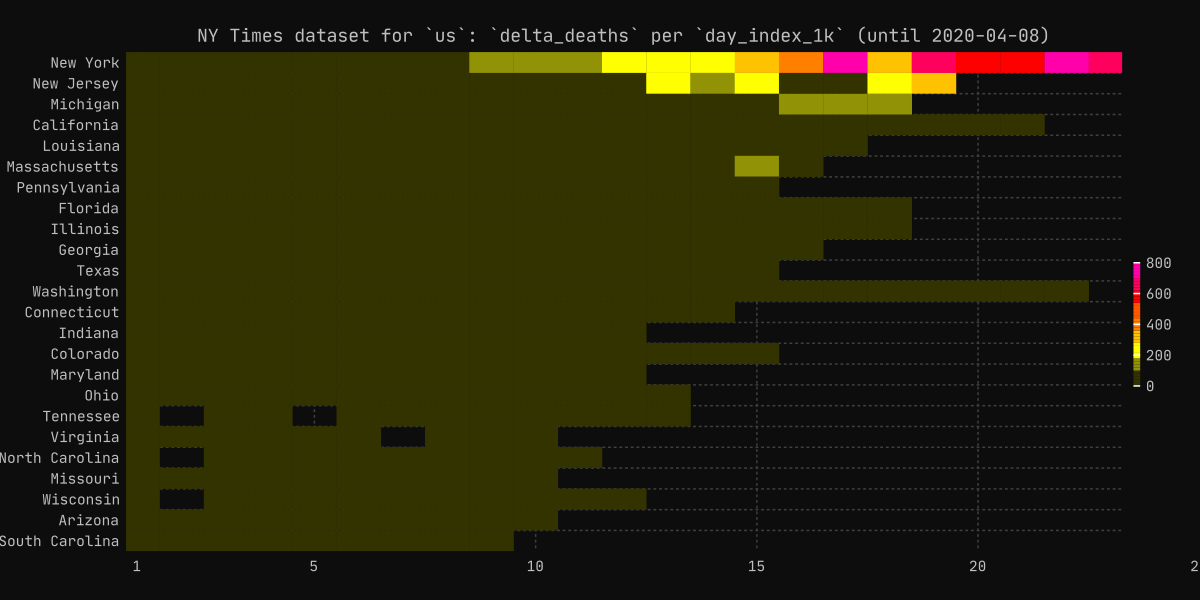 NY Times dataset for `us`: `delta_deaths` per `day_index_1k` (until 2020-04-08)
New York
New Jersey
Michigan
California
Louisiana
Massachusetts
Pennsylvania
Florida
Illinois
Georgia
Texas
Washington
Connecticut
Indiana
Colorado
Maryland
Ohio
Tennessee
Virginia
North Carolina
Missouri
Wisconsin
Arizona
South Carolina
800
600
400
200
0
1 5 10 15 20 2